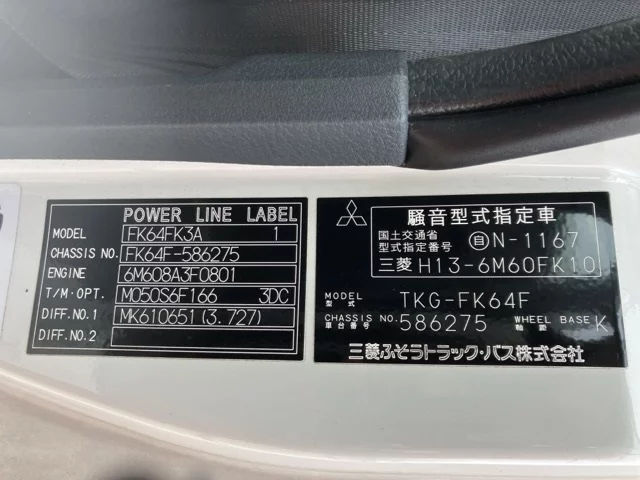 POWER LINE LABEL
MODEL FK64FK3A 1
CHASSIS NO. FK64F-586275
ENGINE 6M608A3F0801
T/M·OPT. M050S6F166 3DC
DIFF.NO.1 MK610651(3.727)
DIFF.NO.2
騒音型式指定車
国土交通省
型式指定番号 自N-1167
三菱 H13-6M60FK10
MODEL
型式 TKG-FK64F
CHASSIS NO.
車台番号 586275 WHEEL BASE
軸距 K
三菱ふそうトラック・バス株式会社